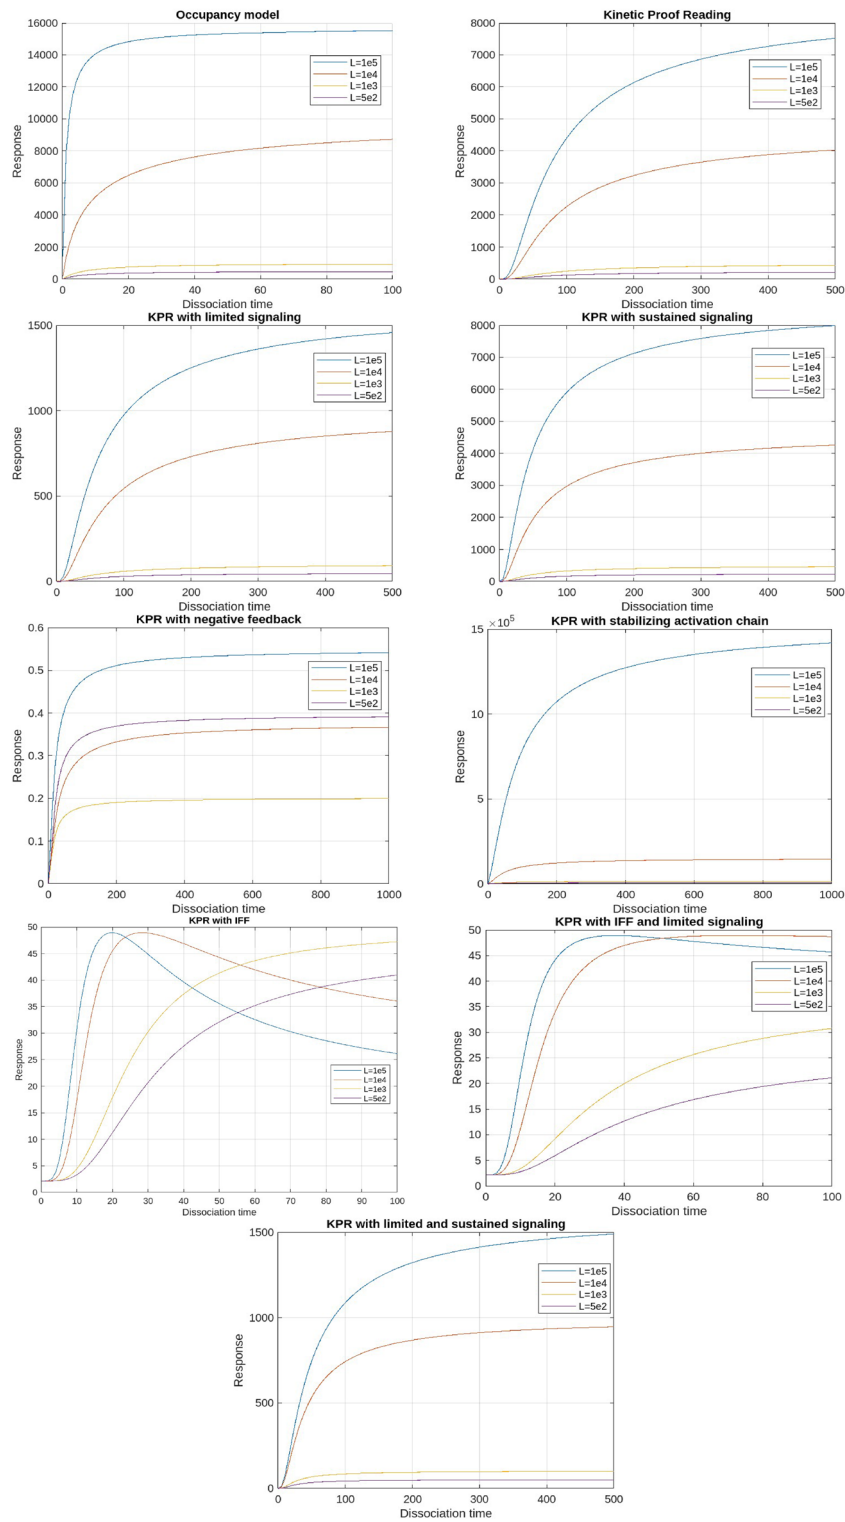 Occupancy model
16000
14000
12000
10000
8000
6000
4000
2000
0
Response
L=1e5
L=1e4
L=1e3
L=5e2
0 20 40 60 80 100
Dissociation time
Kinetic Proof Reading
8000
7000
6000
5000
4000
3000
2000
1000
0
Response
L=1e5
L=1e4
L=1e3
L=5e2
0 100 200 300 400 500
Dissociation time
KPR with limited signaling
1500
1000
500
0
Response
L=1e5
L=1e4
L=1e3
L=5e2
0 100 200 300 400 500
Dissociation time
KPR with sustained signaling
8000
7000
6000
5000
4000
3000
2000
1000
0
Response
L=1e5
L=1e4
L=1e3
L=5e2
0 100 200 300 400 500
Dissociation time
KPR with negative feedback
0.6
0.5
0.4
0.3
0.2
0.1
0
Response
L=1e5
L=1e4
L=1e3
L=5e2
0 200 400 600 800 1000
Dissociation time
KPR with stabilizing activation chain
×10⁵
15
10
5
0
Response
L=1e5
L=1e4
L=1e3
L=5e2
0 200 400 600 800 1000
Dissociation time
KPR with IFF
50
45
40
35
30
25
20
15
10
5
0
Response
L=1e5
L=1e4
L=1e3
L=5e2
0 10 20 30 40 50 60 70 80 90 100
Dissociation time
KPR with IFF and limited signaling
50
45
40
35
30
25
20
15
10
5
0
Response
L=1e5
L=1e4
L=1e3
L=5e2
0 20 40 60 80 100
Dissociation time
KPR with limited and sustained signaling
1500
1000
500
0
Response
L=1e5
L=1e4
L=1e3
L=5e2
0 100 200 300 400 500
Dissociation time